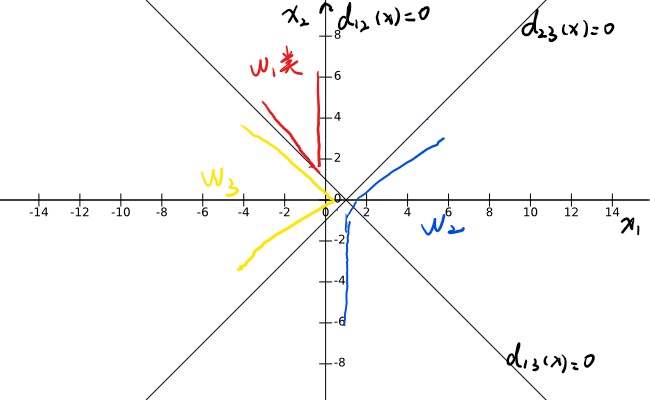 x₂
d₁₂(x)=0
d₂₃(x)=0
8
w₁类
6
4
2
w₃
0
-14 -12 -10 -8 -6 -4 -2 0 2 4 6 8 10 12 14
x₁
w₂
-2
-4
-6
-8
d₁₃(x)=0